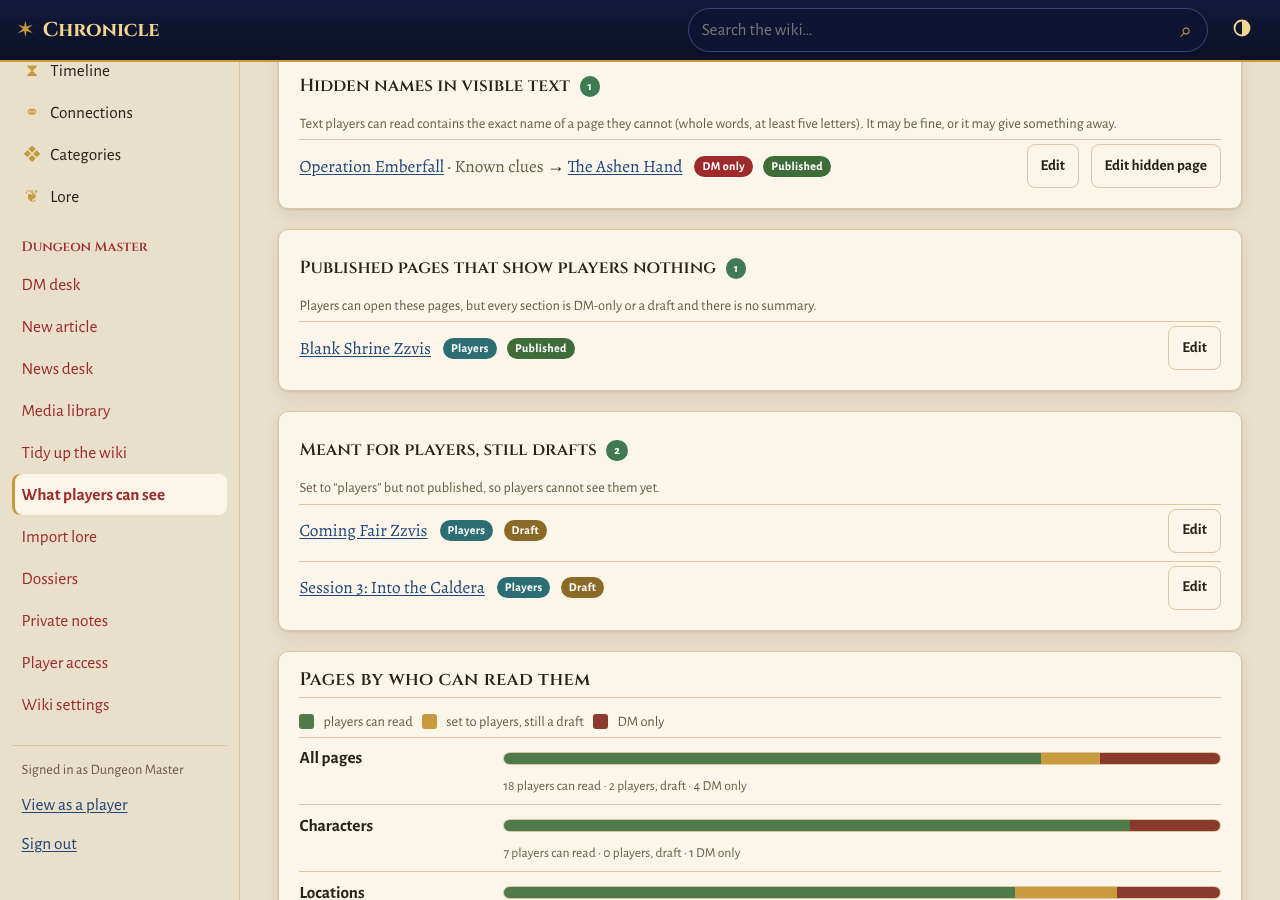 Chronicle
Search the wiki...
Timeline
Connections
Categories
Lore
Dungeon Master
DM desk
New article
News desk
Media library
Tidy up the wiki
What players can see
Import lore
Dossiers
Private notes
Player access
Wiki settings
Signed in as Dungeon Master
View as a player
Sign out
Hidden names in visible text 1
Text players can read contains the exact name of a page they cannot (whole words, at least five letters). It may be fine, or it may give something away.
Operation Emberfall · Known clues → The Ashen Hand DM only Published Edit Edit hidden page
Published pages that show players nothing 1
Players can open these pages, but every section is DM-only or a draft and there is no summary.
Blank Shrine Zzvis Players Published Edit
Meant for players, still drafts 2
Set to “players” but not published, so players cannot see them yet.
Coming Fair Zzvis Players Draft Edit
Session 3: Into the Caldera Players Draft Edit
Pages by who can read them
players can read set to players, still a draft DM only
All pages
18 players can read · 2 players, draft · 4 DM only
Characters
7 players can read · 0 players, draft · 1 DM only
Locations